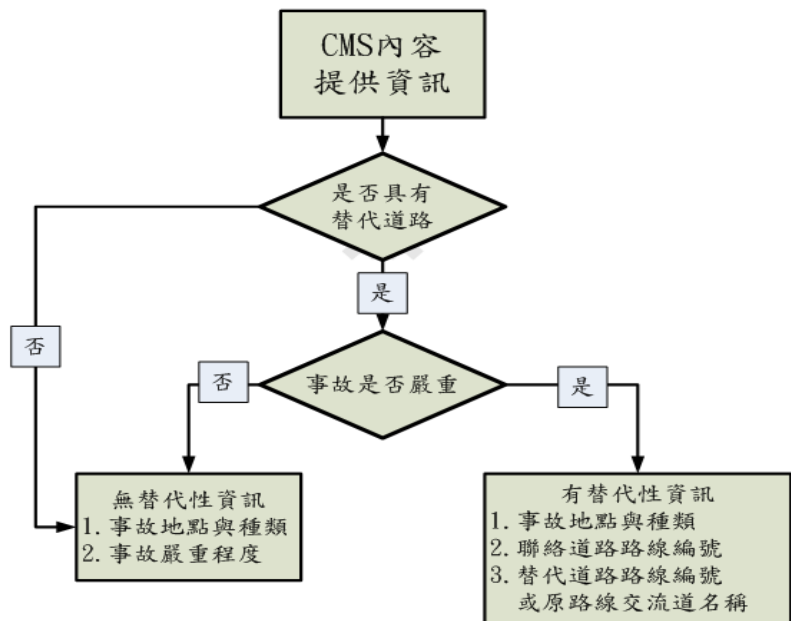 CMS內容
提供資訊
是否具有
替代道路
是
否
事故是否嚴重
否
是
無替代性資訊
1. 事故地點與種類
2. 事故嚴重程度
有替代性資訊
1. 事故地點與種類
2. 聯絡道路路線編號
3. 替代道路路線編號
或原路線交流道名稱